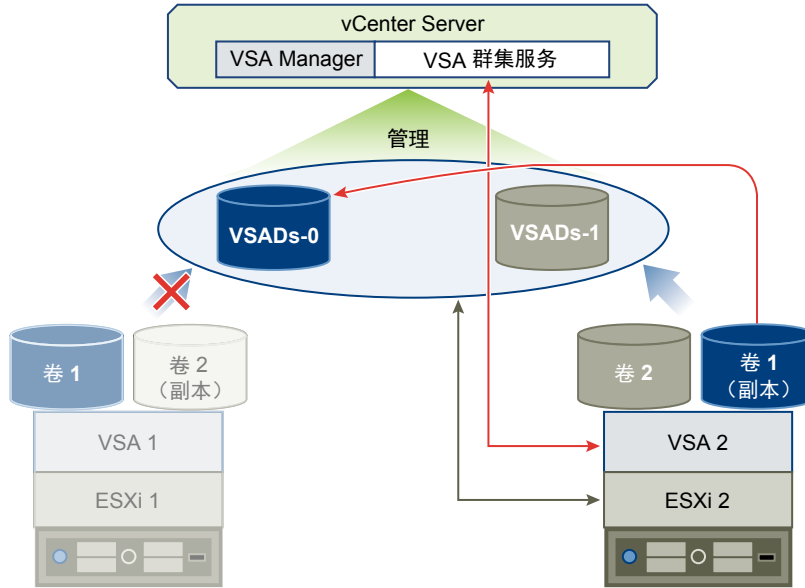 vCenter Server
VSA Manager
VSA 群集服务
管理
VSADs-0
VSADs-1
卷 1
卷 2
（副本）
卷 2
卷 1
（副本）
VSA 1
VSA 2
ESXi 1
ESXi 2